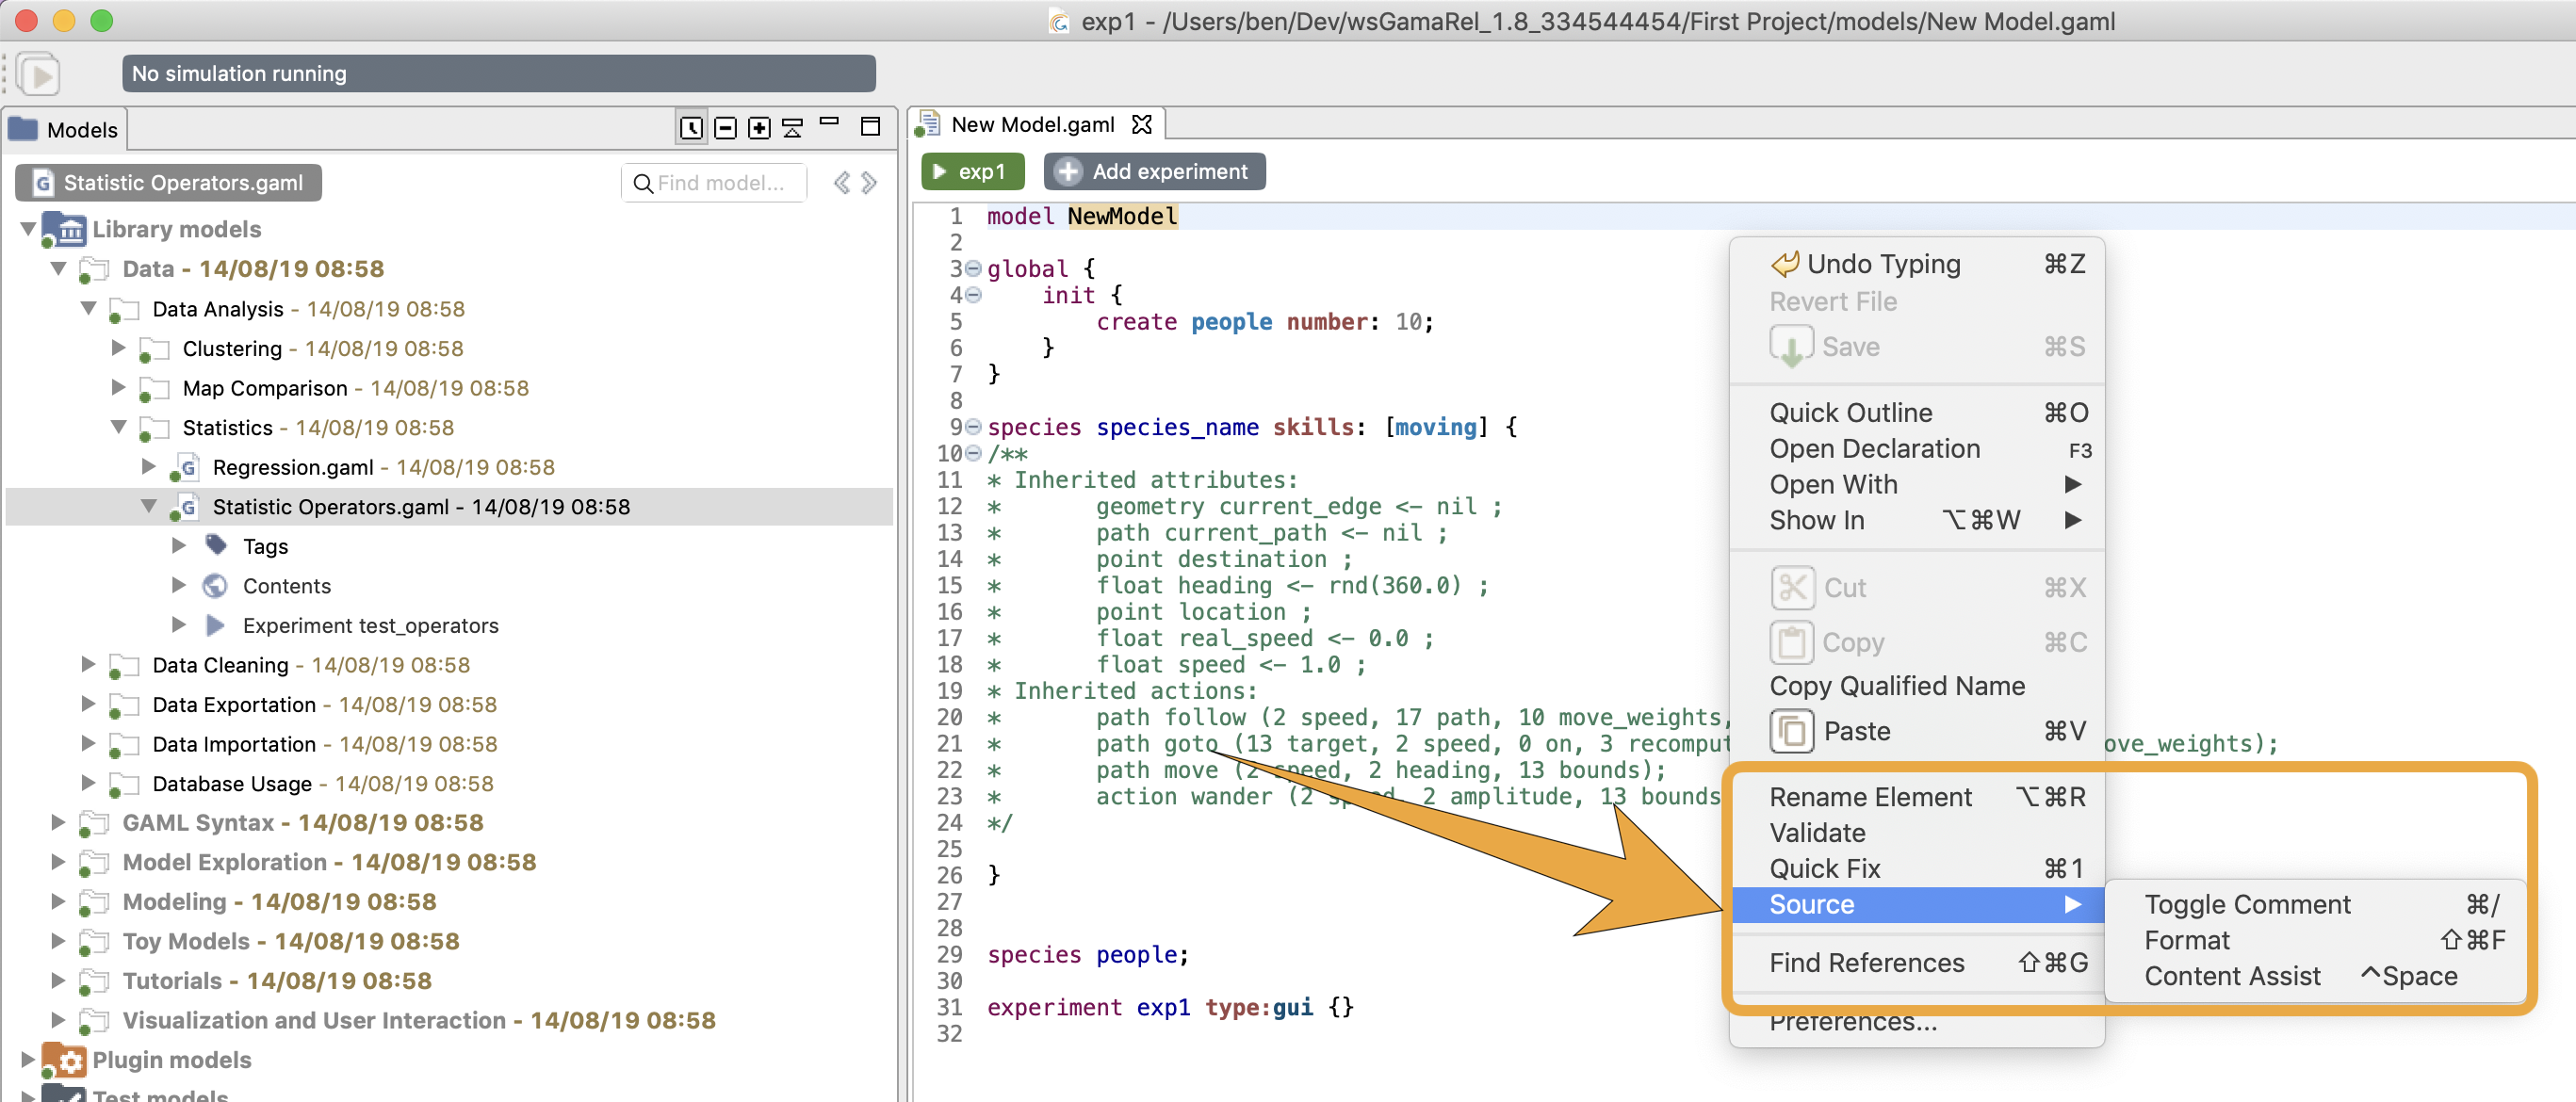 exp1 - /Users/ben/Dev/wsGamaRel_1.8_334544454/First Project/models/New Model.gaml
No simulation running
Models
Statistic Operators.gaml
Find model...
Library models
Data - 14/08/19 08:58
Data Analysis - 14/08/19 08:58
Clustering - 14/08/19 08:58
Map Comparison - 14/08/19 08:58
Statistics - 14/08/19 08:58
Regression.gaml - 14/08/19 08:58
Statistic Operators.gaml - 14/08/19 08:58
Tags
Contents
Experiment test_operators
Data Cleaning - 14/08/19 08:58
Data Exportation - 14/08/19 08:58
Data Importation - 14/08/19 08:58
Database Usage - 14/08/19 08:58
GAML Syntax - 14/08/19 08:58
Model Exploration - 14/08/19 08:58
Modeling - 14/08/19 08:58
Toy Models - 14/08/19 08:58
Tutorials - 14/08/19 08:58
Visualization and User Interaction - 14/08/19 08:58
Plugin models
Test models
New Model.gaml
exp1
Add experiment
1 model NewModel
2
3 global {
4 init {
5 create people number: 10;
6 }
7 }
8
9 species species_name skills: [moving] {
10 /**
11 * Inherited attributes:
12 * geometry current_edge <- nil ;
13 * path current_path <- nil ;
14 * point destination ;
15 * float heading <- rnd(360.0) ;
16 * point location ;
17 * float real_speed <- 0.0 ;
18 * float speed <- 1.0 ;
19 * Inherited actions:
20 * path follow (2 speed, 17 path, 10 move_weights,
21 * path goto (13 target, 2 speed, 0 on, 3 recomput ove_weights);
22 * path move (2 speed, 2 heading, 13 bounds);
23 * action wander (2 speed, 2 amplitude, 13 bounds
24 */
25
26 }
27
28
29 species people;
30
31 experiment exp1 type:gui {}
32
Undo Typing ⌘Z
Revert File
Save ⌘S
Quick Outline ⌘O
Open Declaration F3
Open With ▶
Show In ⌥⌘W ▶
Cut ⌘X
Copy ⌘C
Copy Qualified Name
Paste ⌘V
Rename Element ⌥⌘R
Validate
Quick Fix ⌘1
Source ▶
Find References ⇧⌘G
Preferences...
Toggle Comment ⌘/
Format ⇧⌘F
Content Assist ^Space